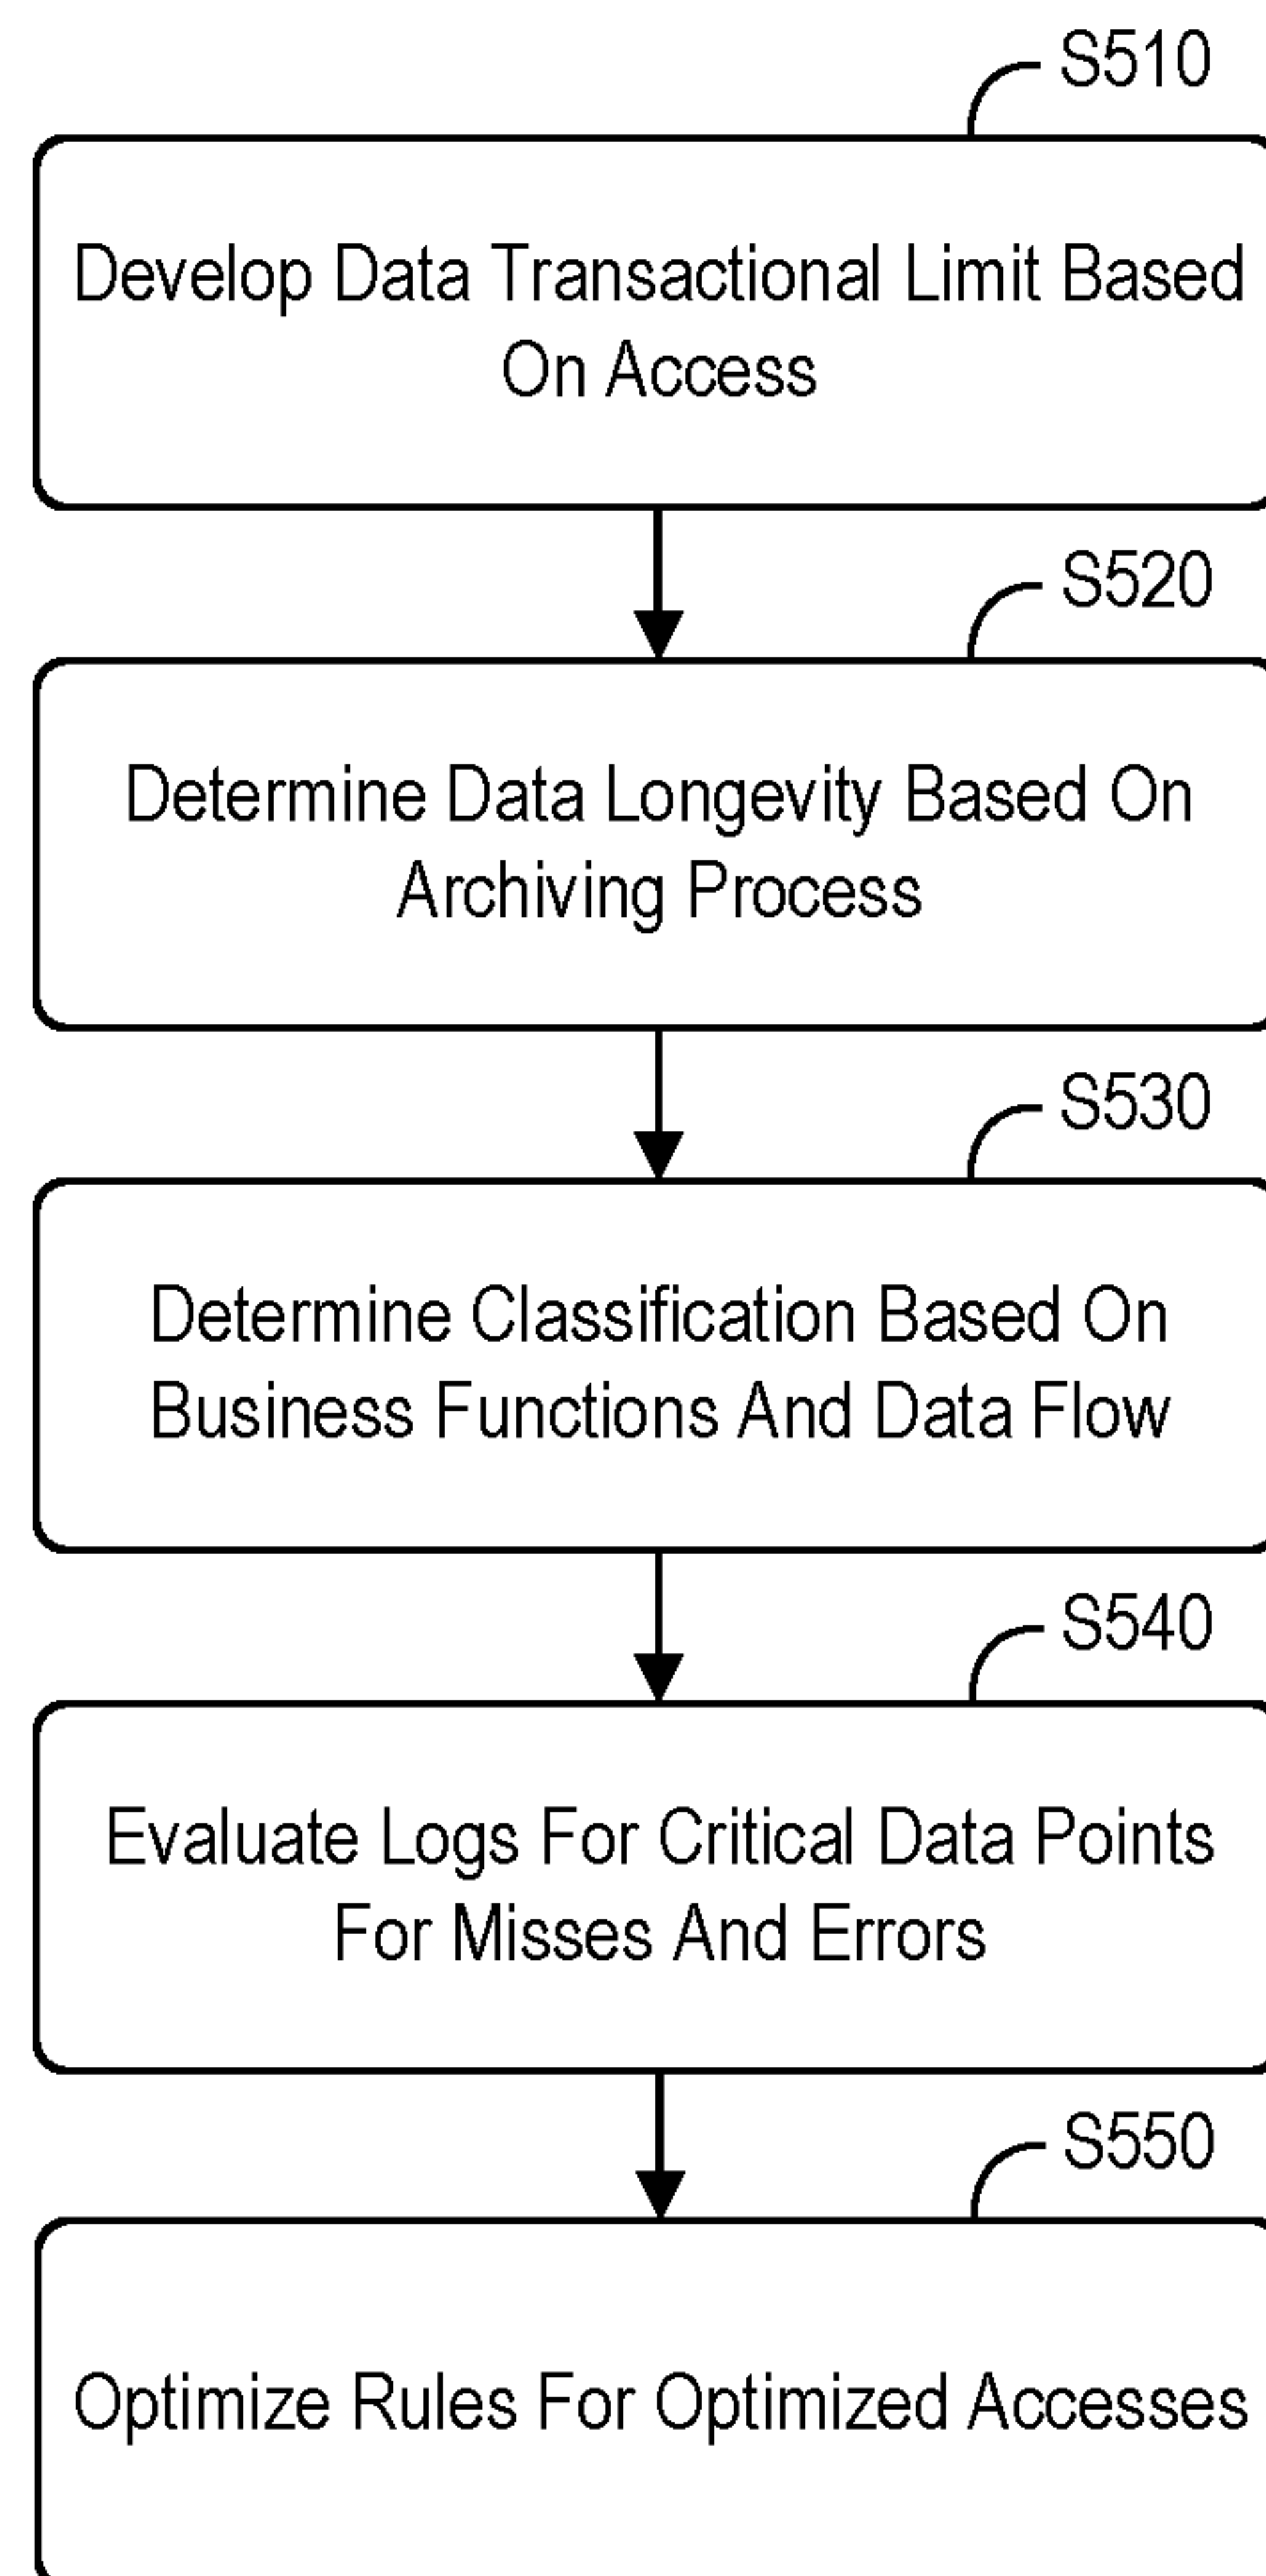 S510
Develop Data Transactional Limit Based
On Access
S520
Determine Data Longevity Based On
Archiving Process
S530
Determine Classification Based On
Business Functions And Data Flow
S540
Evaluate Logs For Critical Data Points
For Misses And Errors
S550
Optimize Rules For Optimized Accesses